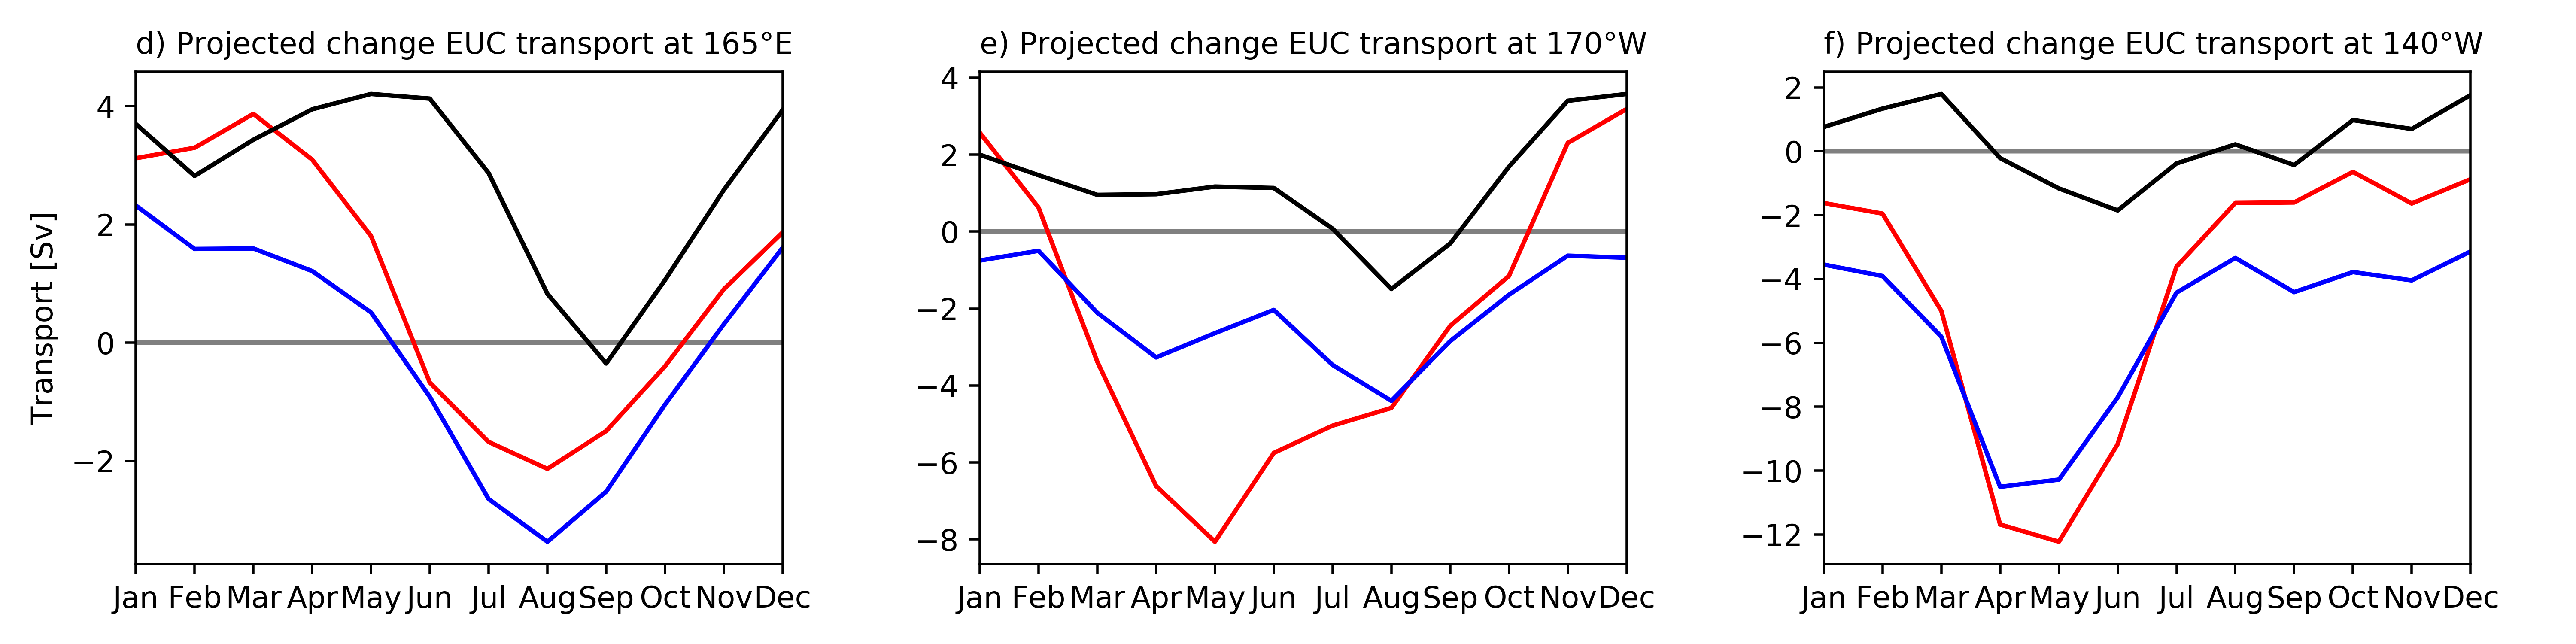 d) Projected change EUC transport at 165°E
Transport [Sv]
4
2
0
−2
Jan Feb Mar Apr May Jun Jul Aug Sep Oct Nov Dec
e) Projected change EUC transport at 170°W
4
2
0
−2
−4
−6
−8
Jan Feb Mar Apr May Jun Jul Aug Sep Oct Nov Dec
f) Projected change EUC transport at 140°W
2
0
−2
−4
−6
−8
−10
−12
Jan Feb Mar Apr May Jun Jul Aug Sep Oct Nov Dec